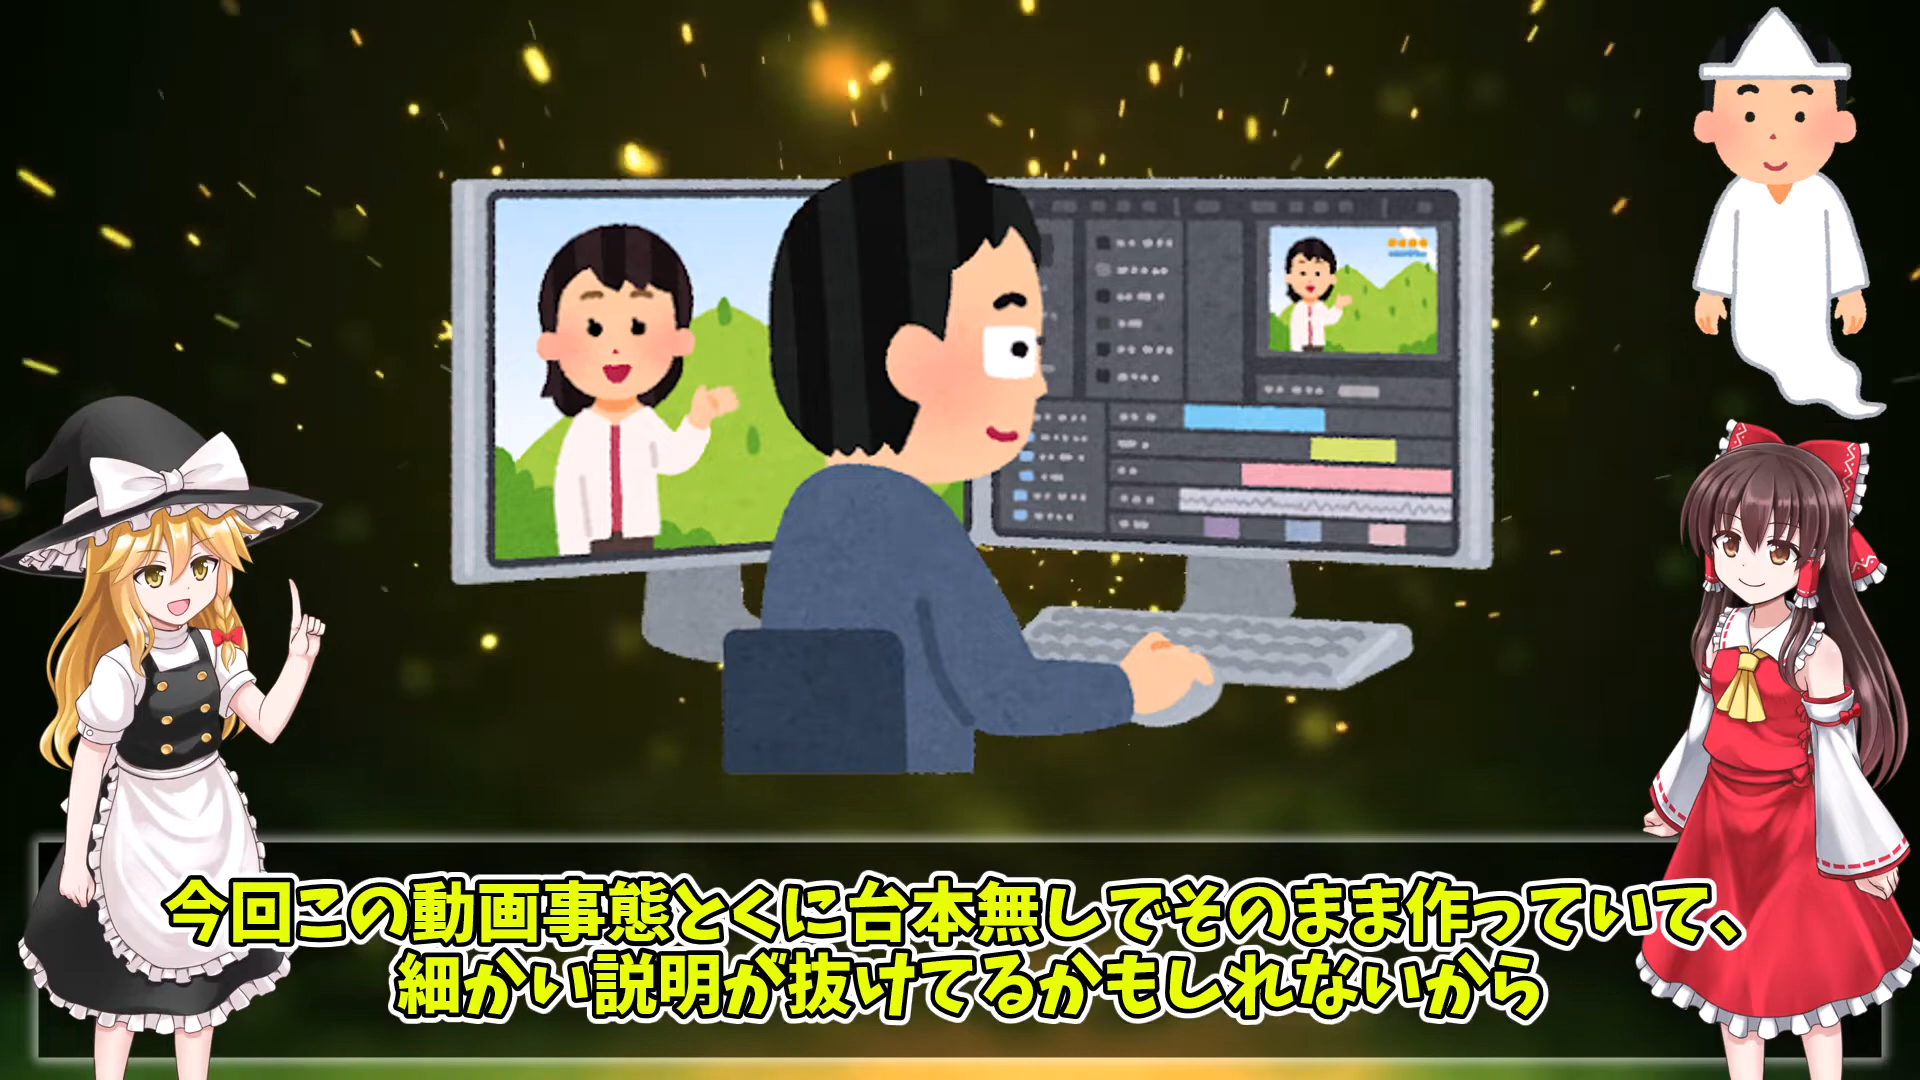 今回この動画事態とくに台本無しでそのまま作っていて、
細かい説明が抜けてるかもしれないから